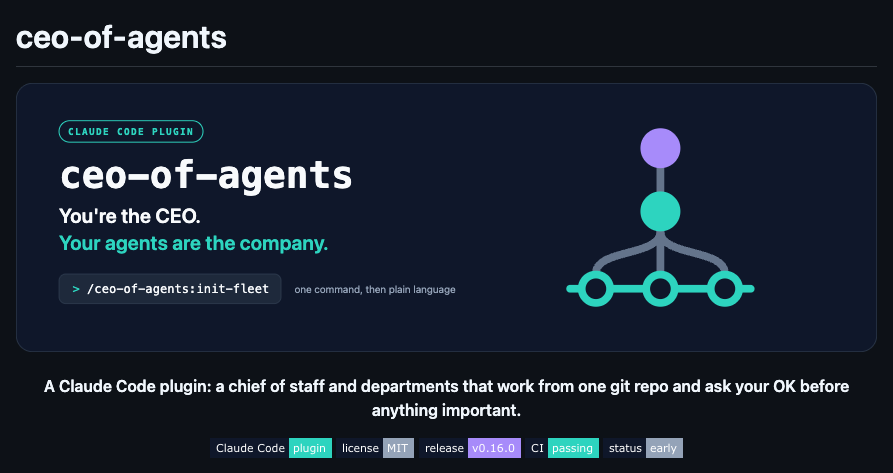 ceo-of-agents
CLAUDE CODE PLUGIN
ceo-of-agents
You're the CEO.
Your agents are the company.
> /ceo-of-agents:init-fleet one command, then plain language
A Claude Code plugin: a chief of staff and departments that work from one git repo and ask your OK before
anything important.
Claude Code plugin license MIT release v0.16.0 CI passing status early